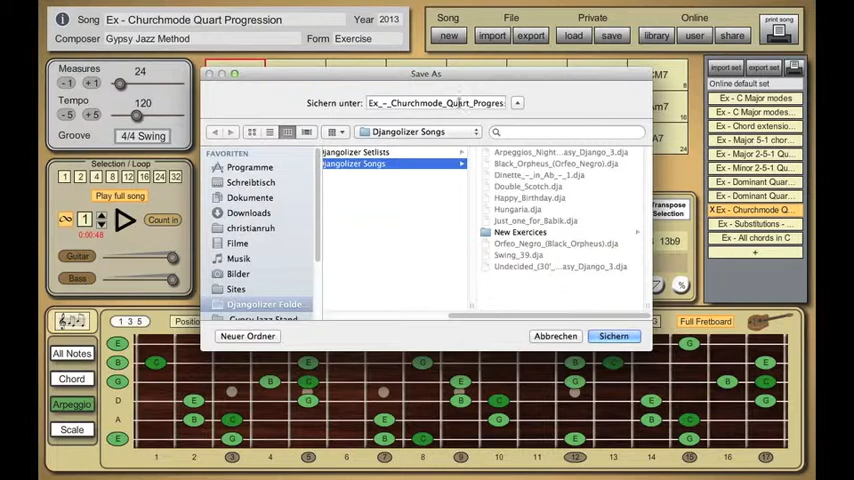 Song Ex - Churchmode Quart Progression Year 2013
Composer Gypsy Jazz Method Form Exercise
Song File Private Online
new import export load save library user share
print song
Measures
- 1 + 1 24
Tempo
- 5 + 5 120
Groove 4/4 Swing
Selection / Loop
1 2 4 8 12 16 24 32
Play full song
1 Count in
0:00:48
Guitar
Bass
Save As
Sichern unter: Ex_-_Churchmode_Quart_Progres
Djangolizer Songs
FAVORITEN
Programme
Schreibtisch
Dokumente
Downloads
christianruh
Filme
Musik
Bilder
Sites
Djangolizer Folde...
Gypsy Jazz Stand
jangolizer Setlists
jangolizer Songs
Arpeggios_Night...asy_Django_3.dja
Black_Orpheus_(Orfeo_Negro).dja
Dinette_-_in_Ab_-_1.dja
Double_Scotch.dja
Happy_Birthday.dja
Hungaria.dja
Just_one_for_Babik.dja
New Exercices
Orfeo_Negro_(Black_Orpheus).dja
Swing_39.dja
Undecided_(30'_...asy_Django_3.dja
Neuer Ordner Abbrechen Sichern
CM7
Am7
Transpose
Selection
13b9
%
import set export set
Online default set
Ex - C Major modes
Ex - C Major modes
Ex - Chord extensio...
Ex - Major 5-1 chor...
Ex - Major 2-5-1 Qu...
Ex - Minor 2-5-1 Qu...
Ex - Dominant Quar...
Ex - Dominant Quar...
X Ex - Churchmode Q...
Ex - Substitutions - ...
Ex - All chords in C
+
1 3 5 Position G Full Fretboard
All Notes
Chord
Arpeggio
Scale
E G B C E G B
B C E G B C E
G B C E G B C
D E G B C E G
A B C E G B C
E G B C E G B
1 2 3 4 5 6 7 8 9 10 11 12 13 14 15 16 17